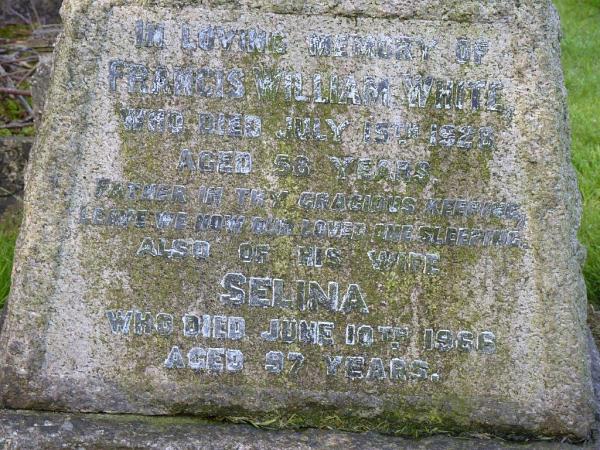 IN LOVING MEMORY OF
FRANCIS WILLIAM WHITE,
WHO DIED JULY 15TH 1928
AGED 58 YEARS.
FATHER IN THY GRACIOUS KEEPING,
LEAVE WE NOW OUR LOVED ONE SLEEPING.
ALSO OF HIS WIFE
SELINA
WHO DIED JUNE 10TH 1966
AGED 97 YEARS.